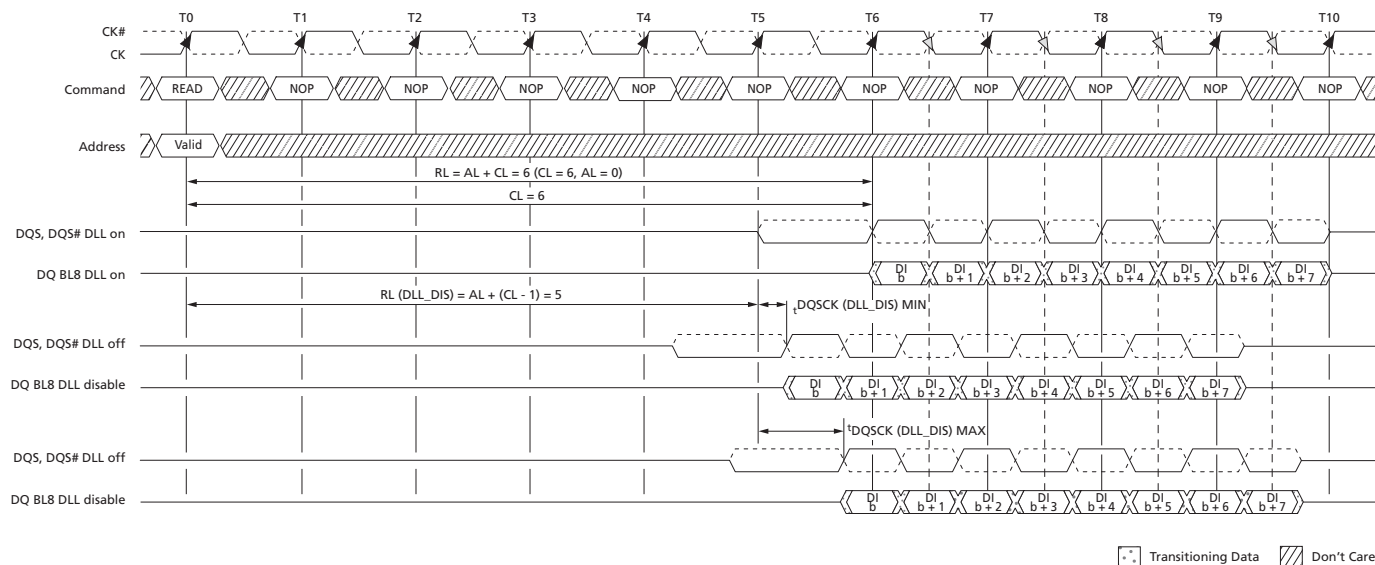 T0 T1 T2 T3 T4 T5 T6 T7 T8 T9 T10
CK#
CK
Command READ NOP NOP NOP NOP NOP NOP NOP NOP NOP NOP
Address Valid
RL = AL + CL = 6 (CL = 6, AL = 0)
CL = 6
DQS, DQS# DLL on
DQ BL8 DLL on DI b DI b + 1 DI b + 2 DI b + 3 DI b + 4 DI b + 5 DI b + 6 DI b + 7
RL (DLL_DIS) = AL + (CL - 1) = 5
tDQSCK (DLL_DIS) MIN
DQS, DQS# DLL off
DQ BL8 DLL disable DI b DI b + 1 DI b + 2 DI b + 3 DI b + 4 DI b + 5 DI b + 6 DI b + 7
tDQSCK (DLL_DIS) MAX
DQS, DQS# DLL off
DQ BL8 DLL disable DI b DI b + 1 DI b + 2 DI b + 3 DI b + 4 DI b + 5 DI b + 6 DI b + 7
Transitioning Data Don't Care